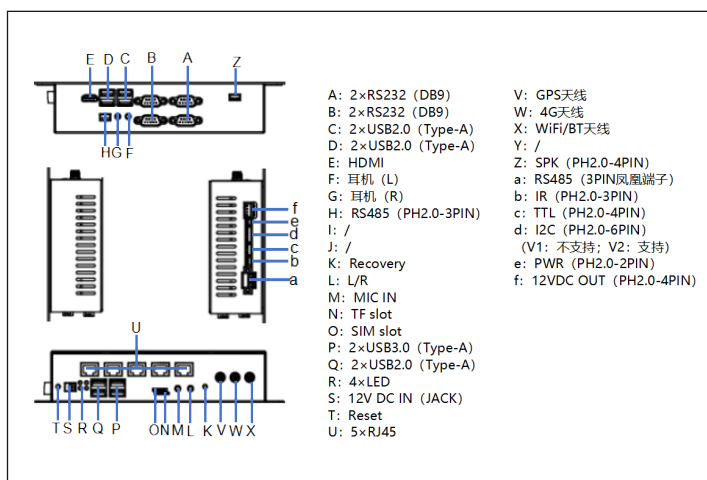 E D C B A Z
H G F
f
e
d
c
b
a
U
T S R Q P O N M L K V W X
A: 2×RS232（DB9）
B: 2×RS232（DB9）
C: 2×USB2.0（Type-A）
D: 2×USB2.0（Type-A）
E: HDMI
F: 耳机（L）
G: 耳机（R）
H: RS485（PH2.0-3PIN）
I: /
J: /
K: Recovery
L: L/R
M: MIC IN
N: TF slot
O: SIM slot
P: 2×USB3.0（Type-A）
Q: 2×USB2.0（Type-A）
R: 4×LED
S: 12V DC IN（JACK）
T: Reset
U: 5×RJ45
V: GPS天线
W: 4G天线
X: WiFi/BT天线
Y: /
Z: SPK（PH2.0-4PIN）
a: RS485（3PIN凤凰端子）
b: IR（PH2.0-3PIN）
c: TTL（PH2.0-4PIN）
d: I2C（PH2.0-6PIN）
（V1: 不支持; V2: 支持）
e: PWR（PH2.0-2PIN）
f: 12VDC OUT（PH2.0-4PIN）